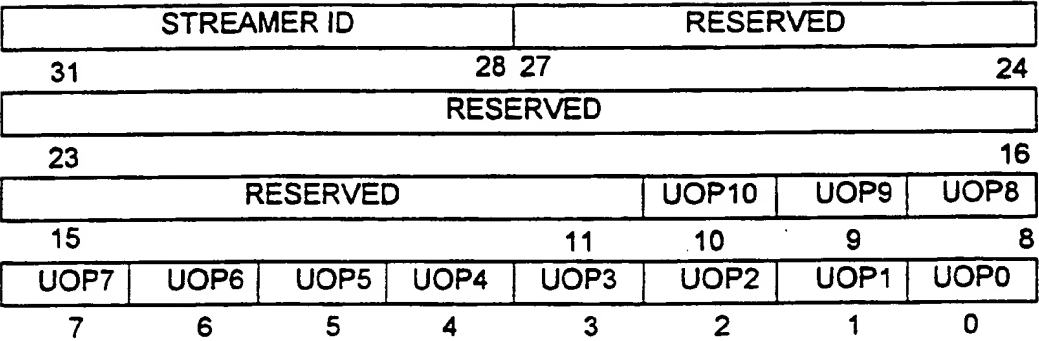 STREAMER ID RESERVED
31 28 27 24
RESERVED
23 16
RESERVED UOP10 UOP9 UOP8
15 11 10 9 8
UOP7 UOP6 UOP5 UOP4 UOP3 UOP2 UOP1 UOP0
7 6 5 4 3 2 1 0